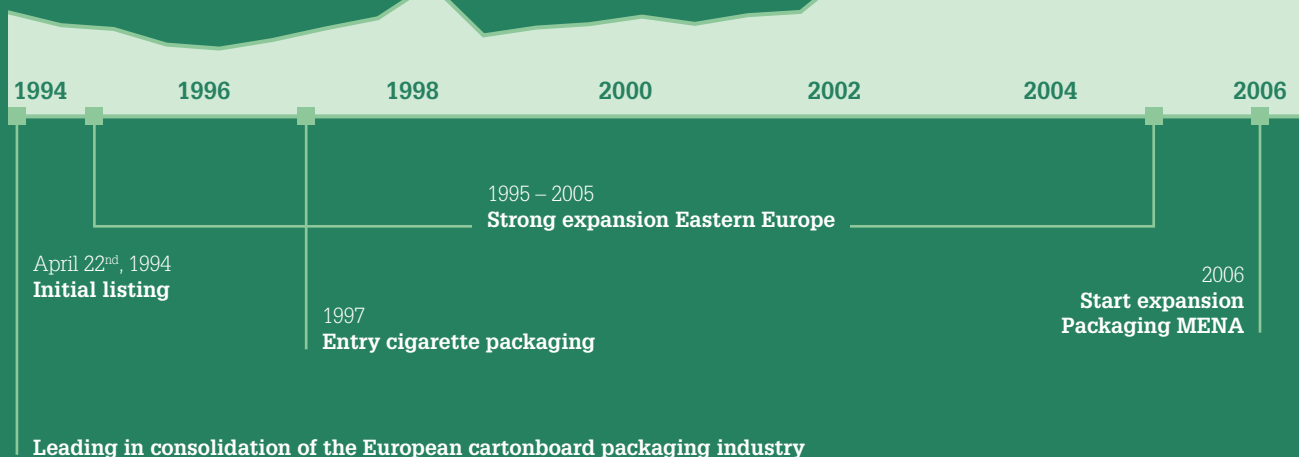 1994 1996 1998 2000 2002 2004 2006
1995 – 2005
Strong expansion Eastern Europe
April 22nd, 1994
Initial listing
2006
Start expansion
Packaging MENA
1997
Entry cigarette packaging
Leading in consolidation of the European cartonboard packaging industry